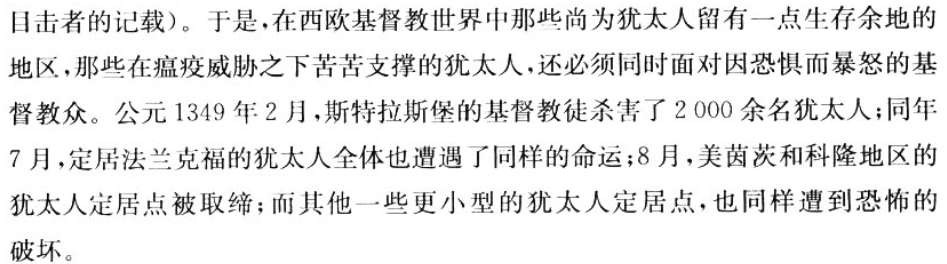 目击者的记载）。于是,在西欧基督教世界中那些尚为犹太人留有一点生存余地的
地区,那些在瘟疫威胁之下苦苦支撑的犹太人,还必须同时面对因恐惧而暴怒的基
督教众。公元 1349 年 2 月,斯特拉斯堡的基督教徒杀害了 2 000 余名犹太人;同年
7 月,定居法兰克福的犹太人全体也遭遇了同样的命运;8 月,美茵茨和科隆地区的
犹太人定居点被取缔;而其他一些更小型的犹太人定居点,也同样遭到恐怖的
破坏。